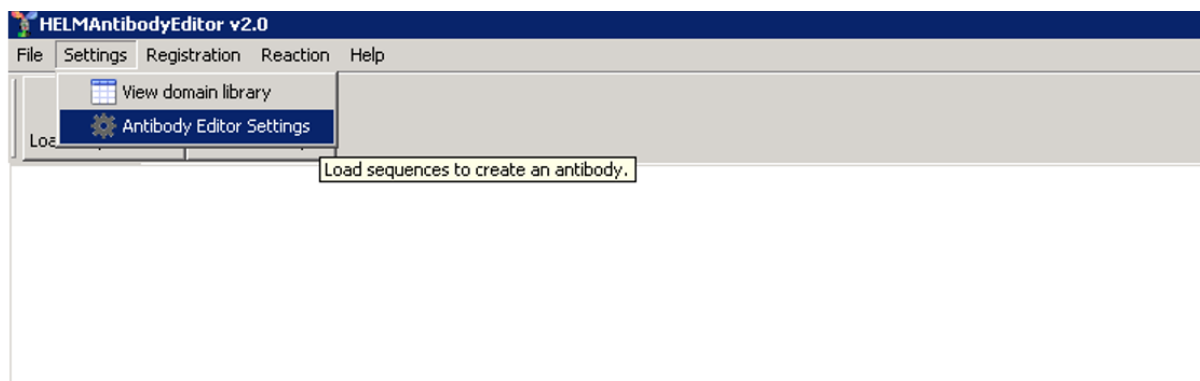 HELMAntibodyEditor v2.0
File Settings Registration Reaction Help
View domain library
Antibody Editor Settings
Load sequences to create an antibody.